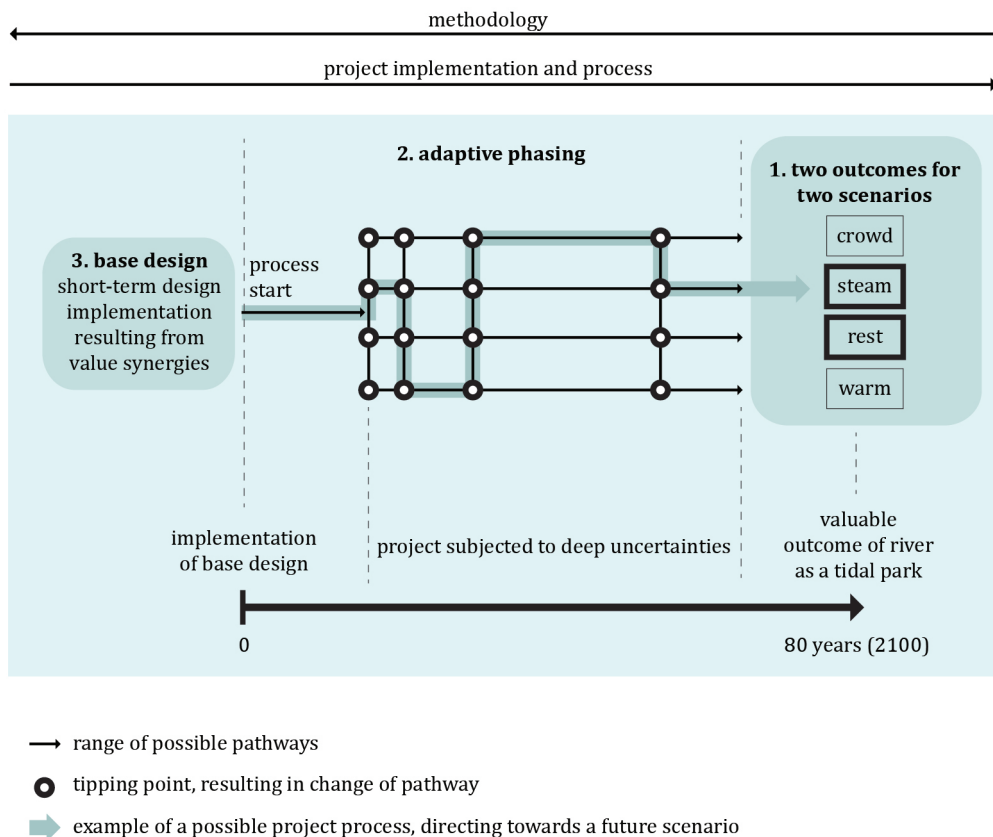 methodology
project implementation and process
2. adaptive phasing
1. two outcomes for
two scenarios
crowd
steam
rest
warm
3. base design
short-term design
implementation
resulting from
value synergies
process
start
implementation
of base design
project subjected to deep uncertainties
valuable
outcome of river
as a tidal park
0
80 years (2100)
range of possible pathways
tipping point, resulting in change of pathway
example of a possible project process, directing towards a future scenario